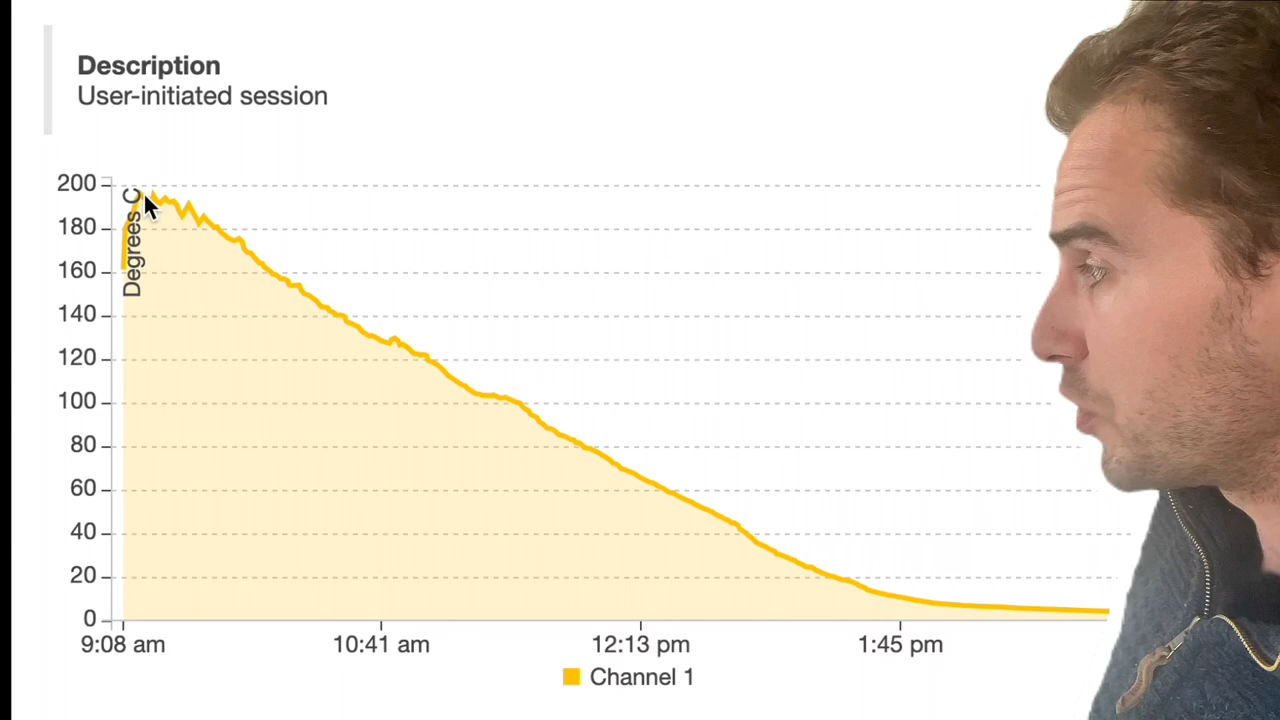 Description
User-initiated session
Degrees C
200
180
160
140
120
100
80
60
40
20
0
9:08 am 10:41 am 12:13 pm 1:45 pm
Channel 1